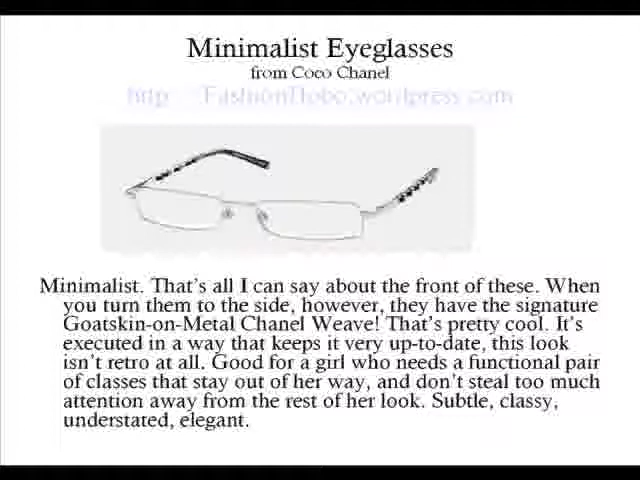 Minimalist Eyeglasses
from Coco Chanel
http://FashionHobo.wordpress.com
Minimalist. That's all I can say about the front of these. When
you turn them to the side, however, they have the signature
Goatskin-on-Metal Chanel Weave! That's pretty cool. It's
executed in a way that keeps it very up-to-date, this look
isn't retro at all. Good for a girl who needs a functional pair
of classes that stay out of her way, and don't steal too much
attention away from the rest of her look. Subtle, classy,
understated, elegant.